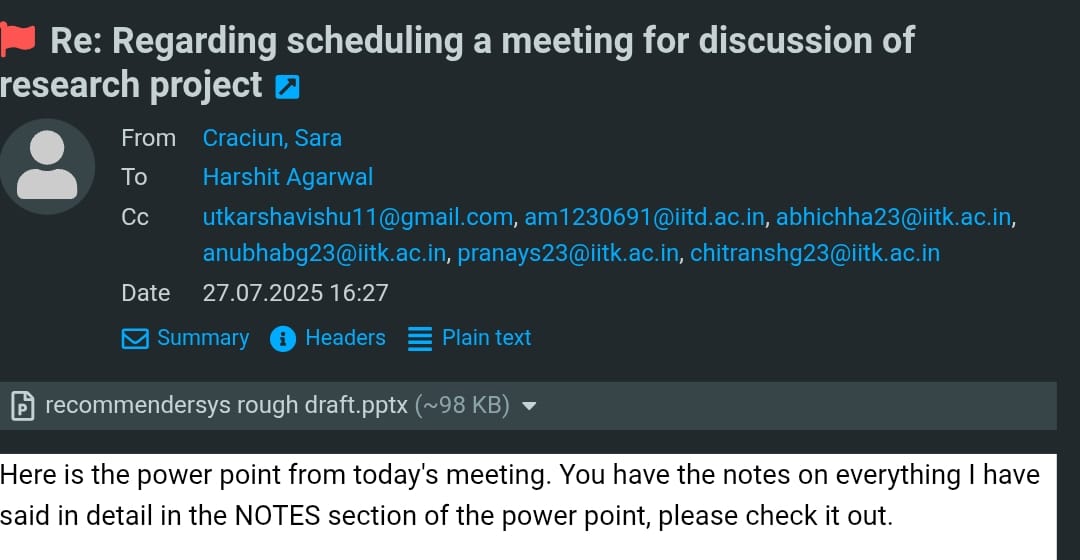 Re: Regarding scheduling a meeting for discussion of
research project
From Craciun, Sara
To Harshit Agarwal
Cc utkarshavishu11@gmail.com, am1230691@iitd.ac.in, abhichha23@iitk.ac.in,
anubhabg23@iitk.ac.in, pranays23@iitk.ac.in, chitranshg23@iitk.ac.in
Date 27.07.2025 16:27
Summary Headers Plain text
recommendersys rough draft.pptx (~98 KB)
Here is the power point from today's meeting. You have the notes on everything I have
said in detail in the NOTES section of the power point, please check it out.